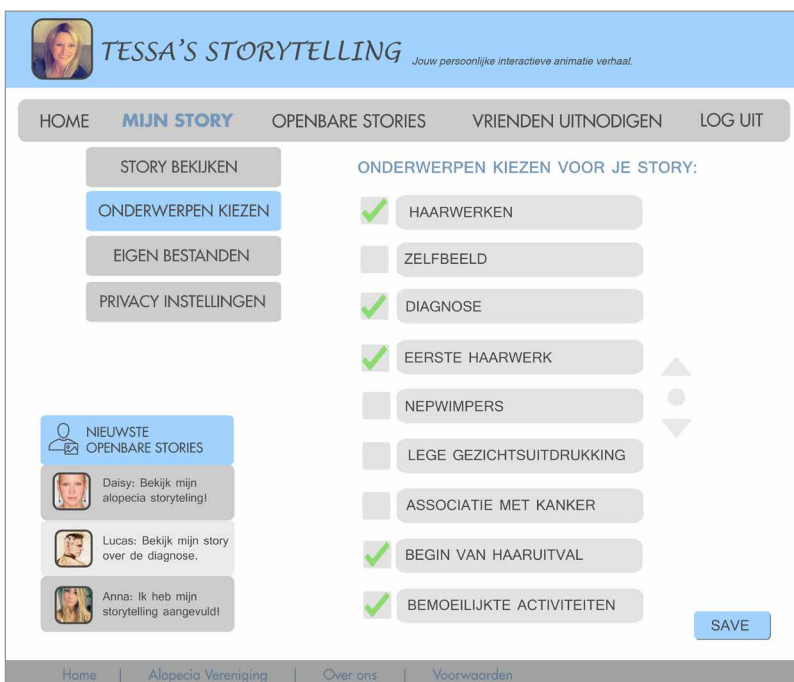 TESSA'S STORYTELLING
Jouw persoonlijke interactieve animatie verhaal.
HOME MIJN STORY OPENBARE STORIES VRIENDEN UITNODIGEN LOG UIT
STORY BEKIJKEN
ONDERWERPEN KIEZEN
EIGEN BESTANDEN
PRIVACY INSTELLINGEN
ONDERWERPEN KIEZEN VOOR JE STORY:
HAARWERKEN
ZELFBEELD
DIAGNOSE
EERSTE HAARWERK
NEPWIMPERS
LEGE GEZICHTSUITDRUKKING
ASSOCIATIE MET KANKER
BEGIN VAN HAARUITVAL
BEMOEILIJKTE ACTIVITEITEN
NIEUWSTE
OPENBARE STORIES
Daisy: Bekijk mijn
alopecia storyteling!
Lucas: Bekijk mijn story
over de diagnose.
Anna: Ik heb mijn
storytelling aangevuld!
SAVE
Home | Alopecia Vereniging | Over ons | Voorwaarden